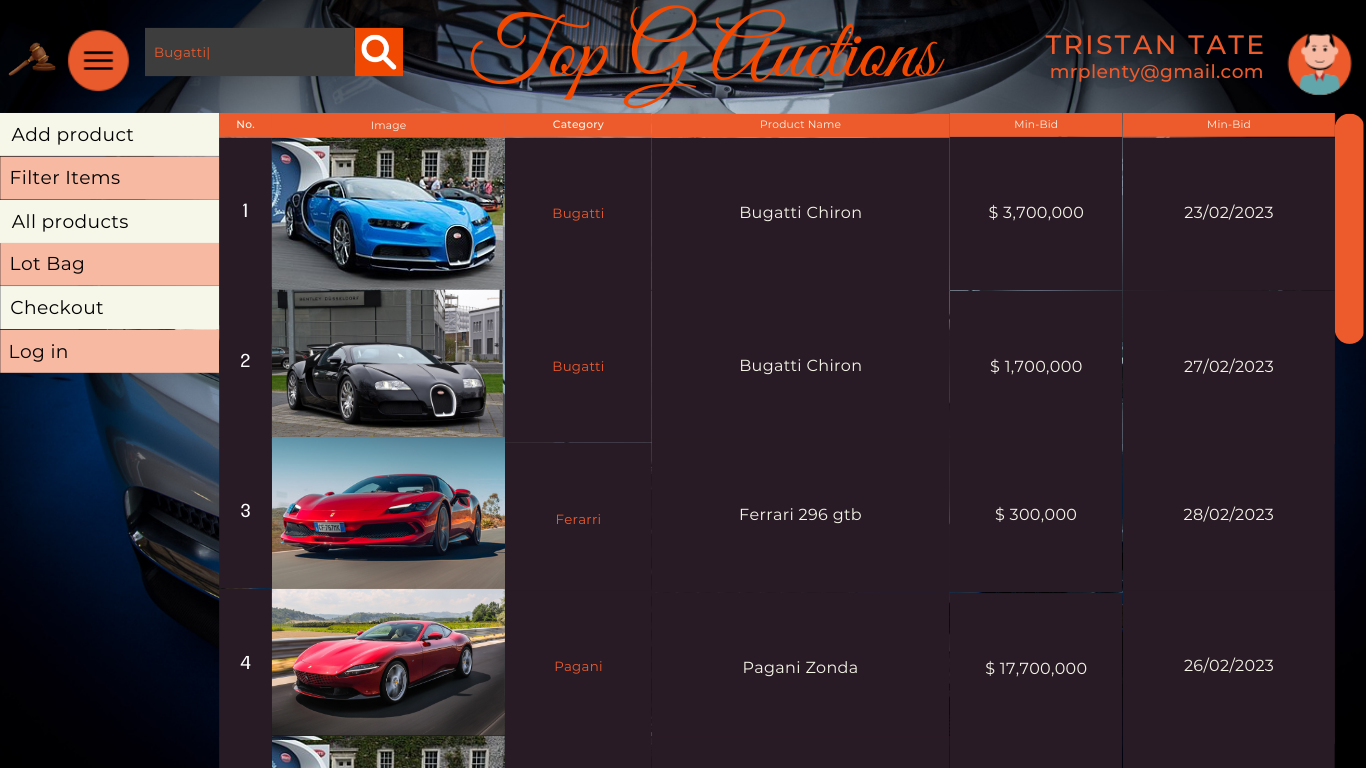 Bugatti|
Top G Auctions
TRISTAN TATE
mrplenty@gmail.com
Add product
Filter Items
All products
Lot Bag
Checkout
Log in
No. Image Category Product Name Min-Bid Min-Bid
1 Bugatti Bugatti Chiron $ 3,700,000 23/02/2023
2 Bugatti Bugatti Chiron $ 1,700,000 27/02/2023
3 Ferarri Ferrari 296 gtb $ 300,000 28/02/2023
4 Pagani Pagani Zonda $ 17,700,000 26/02/2023